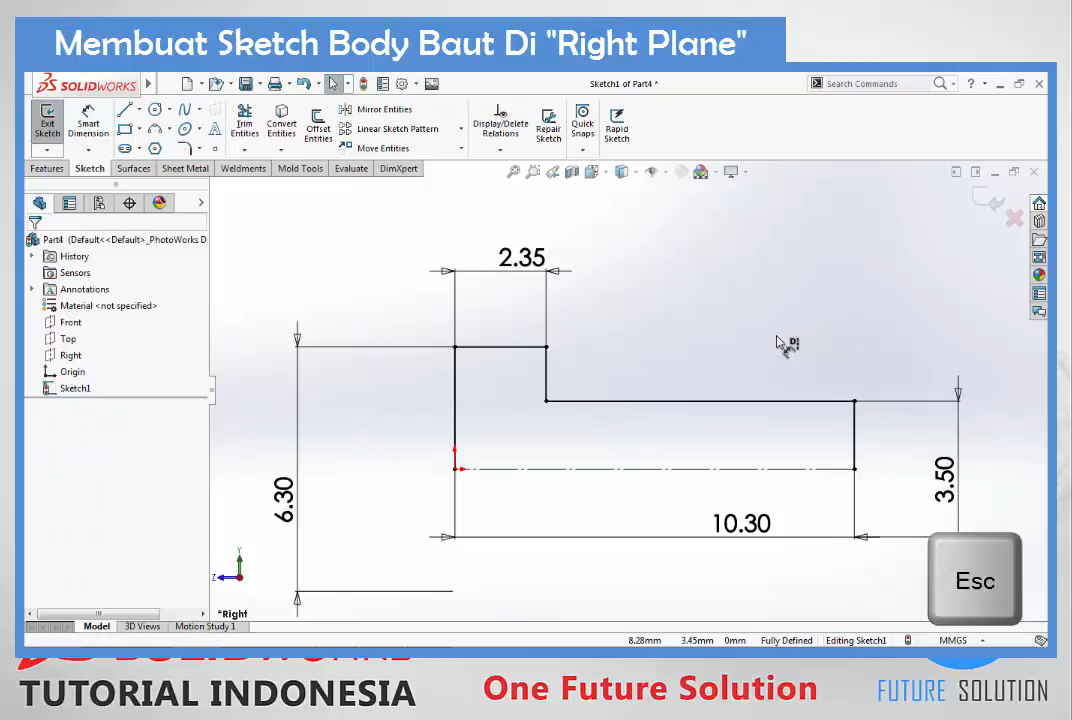 Membuat Sketch Body Baut Di "Right Plane"
SOLIDWORKS
Sketch1 of Part4 *
Search Commands
Exit Sketch
Smart Dimension
Trim Entities
Convert Entities
Offset Entities
Mirror Entities
Linear Sketch Pattern
Move Entities
Display/Delete Relations
Repair Sketch
Quick Snaps
Rapid Sketch
Features
Sketch
Surfaces
Sheet Metal
Weldments
Mold Tools
Evaluate
DimXpert
Part4 (Default<<Default>_PhotoWorks D
History
Sensors
Annotations
Material <not specified>
Front
Top
Right
Origin
Sketch1
2.35
6.30
3.50
10.30
Y
Z
*Right
Esc
Model
3D Views
Motion Study 1
8.28mm
3.45mm
0mm
Fully Defined
Editing Sketch1
MMGS
TUTORIAL INDONESIA
One Future Solution
FUTURE SOLUTION